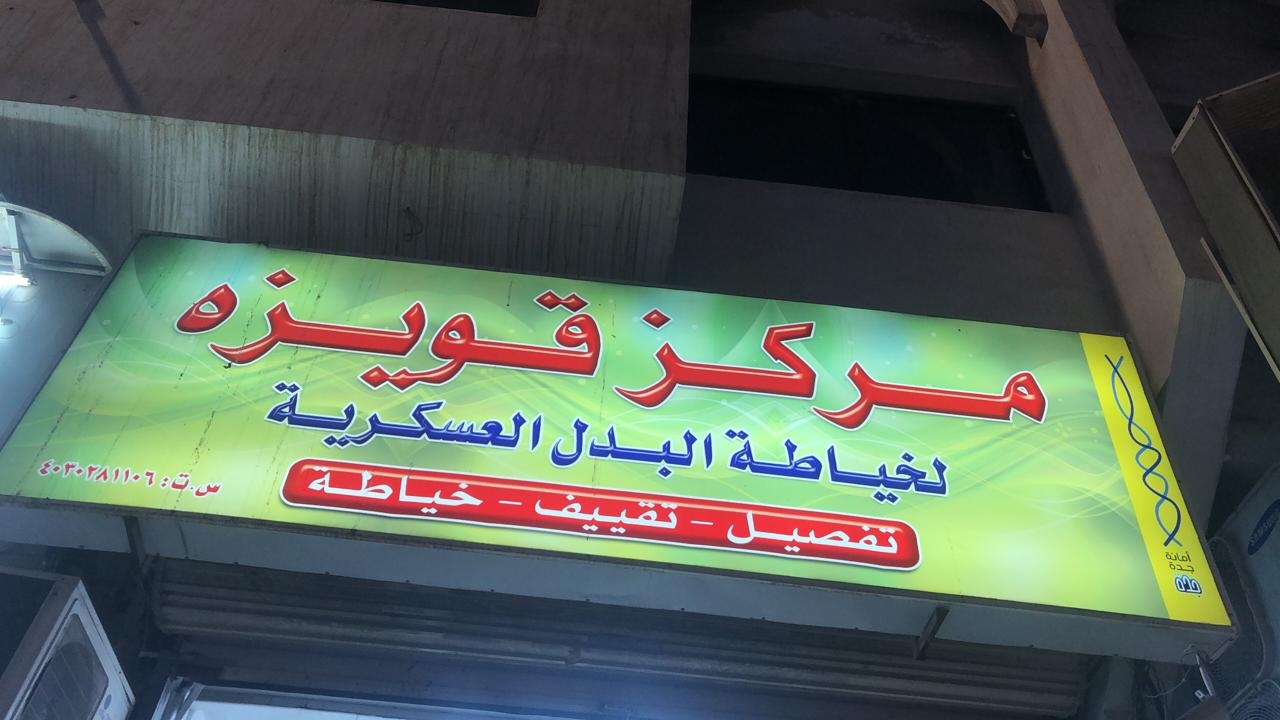 مركز قويزه
لخياطة البدل العسكرية
تفصيل - تقييف - خياطة
س.ت: ٤٠٣٠٢٨١١٠٦
أمانة
جدة